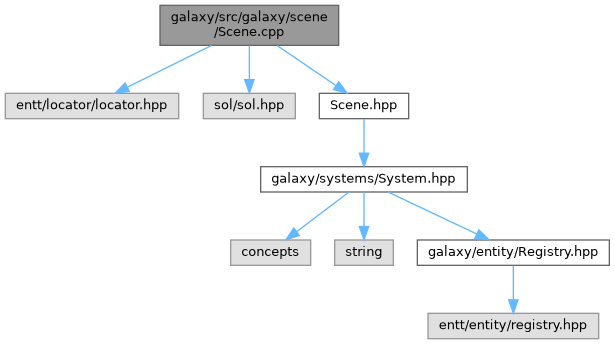 galaxy/src/galaxy/scene
/Scene.cpp
entt/locator/locator.hpp
sol/sol.hpp
Scene.hpp
galaxy/systems/System.hpp
concepts
string
galaxy/entity/Registry.hpp
entt/entity/registry.hpp